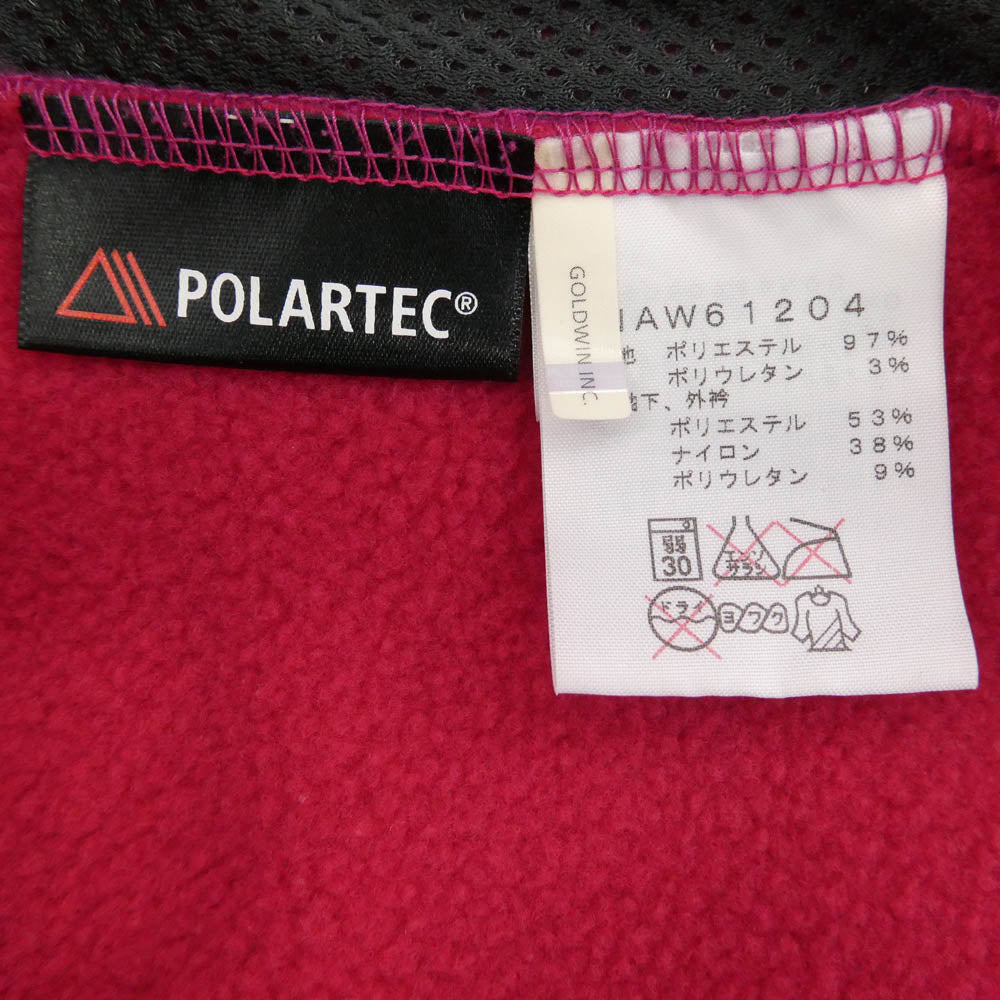 POLARTEC®
GOLDWIN INC.
AW61204
ポリエステル 97%
ポリウレタン 3%
下、外衿
ポリエステル 53%
ナイロン 38%
ポリウレタン 9%
弱
30
エンソ
サラシ
ドライ
ヨワク